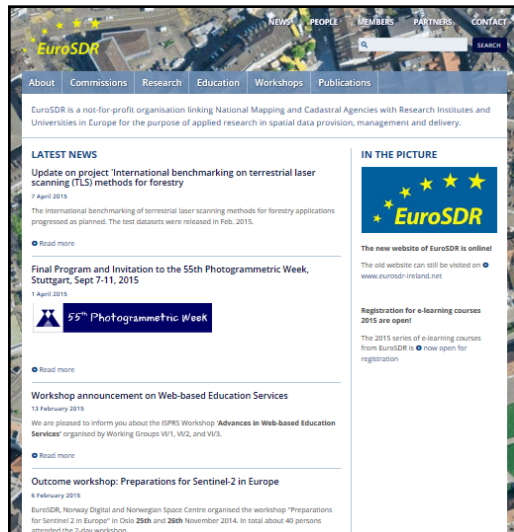 NEWS PEOPLE MEMBERS PARTNERS CONTACT
EuroSDR
SEARCH
About Commissions Research Education Workshops Publications
EuroSDR is a not-for-profit organisation linking National Mapping and Cadastral Agencies with Research Institutes and
Universities in Europe for the purpose of applied research in spatial data provision, management and delivery.
LATEST NEWS
Update on project 'International benchmarking on terrestrial laser
scanning (TLS) methods for forestry
7 April 2015
The international benchmarking of terrestrial laser scanning methods for forestry applications
progressed as planned. The test datasets were released in Feb. 2015.
Read more
Final Program and Invitation to the 55th Photogrammetric Week,
Stuttgart, Sept 7-11, 2015
1 April 2015
55th Photogrammetric Week
Read more
Workshop announcement on Web-based Education Services
13 February 2015
We are pleased to inform you about the ISPRS Workshop 'Advances in Web-based Education
Services' organised by Working Groups VI/1, VI/2, and VI/3.
Read more
Outcome workshop: Preparations for Sentinel-2 in Europe
6 February 2015
EuroSDR, Norway Digital and Norwegian Space Centre organised the workshop "Preparations
for Sentinel 2 in Europe" in Oslo 25th and 26th November 2014. In total about 40 persons
attended the 2-day workshop
IN THE PICTURE
EuroSDR
The new website of EuroSDR is online!
The old website can still be visited on
www.eurosdr-ireland.net
Registration for e-learning courses
2015 are open!
The 2015 series of e-learning courses
from EuroSDR is now open for
registration